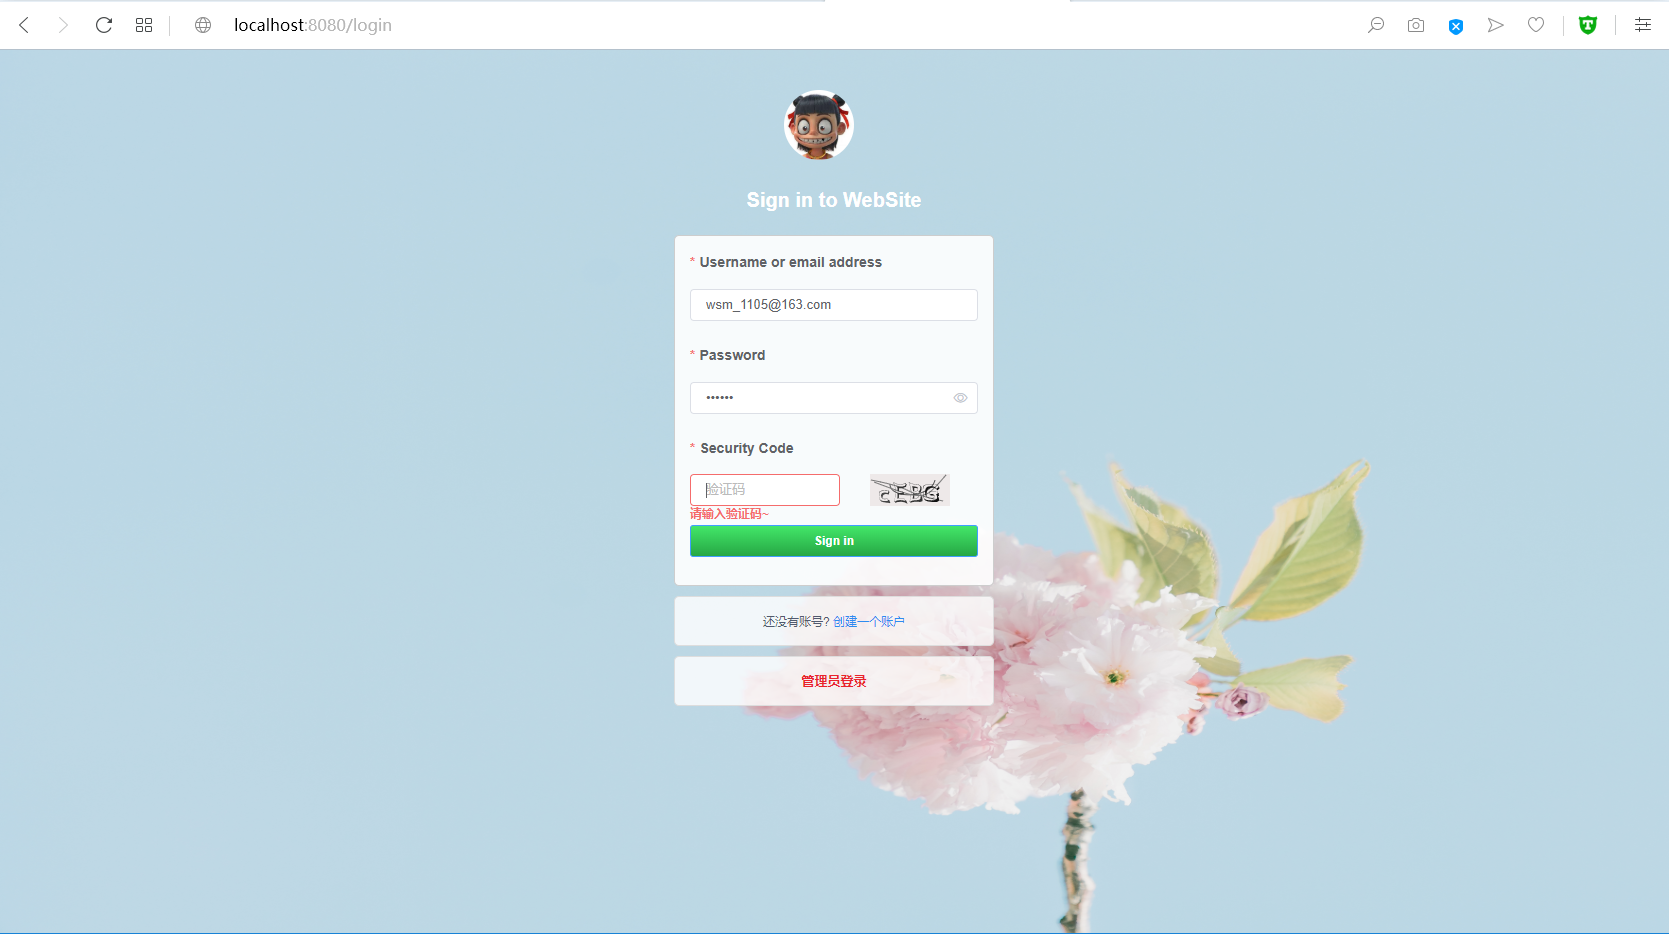 localhost:8080/login
Sign in to WebSite
* Username or email address
wsm_1105@163.com
* Password
••••••
* Security Code
验证码
请输入验证码~
Sign in
还没有账号? 创建一个账户
管理员登录